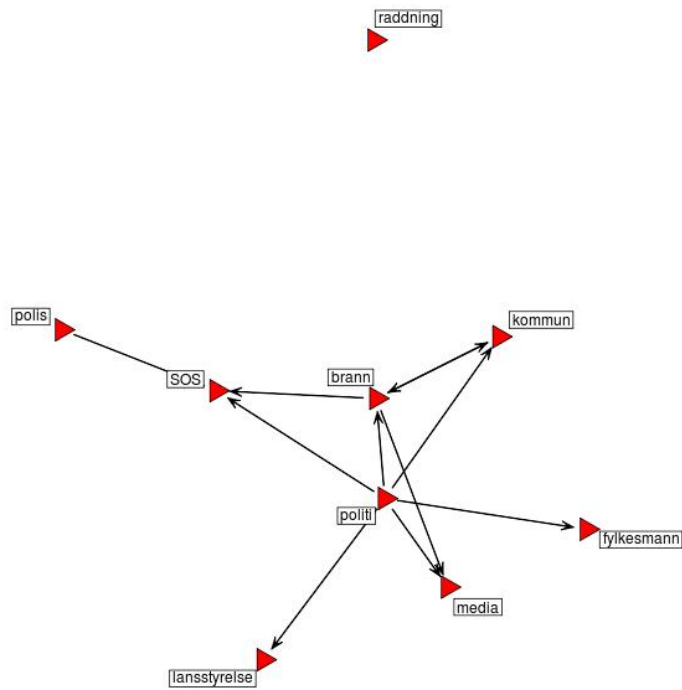 raddning
polis
kommun
SOS
brann
politi
fylkesmann
media
lansstyrelse